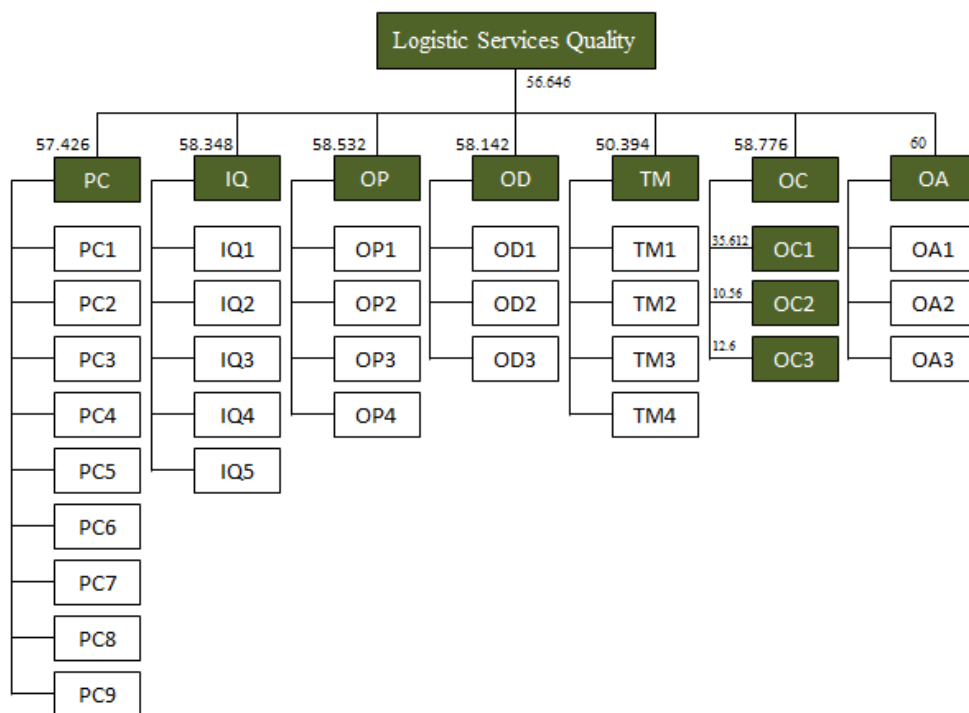 Logistic Services Quality
56.646
57.426 58.348 58.532 58.142 50.394 58.776 60
PC IQ OP OD TM OC OA
PC1 IQ1 OP1 OD1 TM1 35.612 OC1 OA1
PC2 IQ2 OP2 OD2 TM2 10.56 OC2 OA2
PC3 IQ3 OP3 OD3 TM3 12.6 OC3 OA3
PC4 IQ4 OP4 TM4
PC5 IQ5
PC6
PC7
PC8
PC9